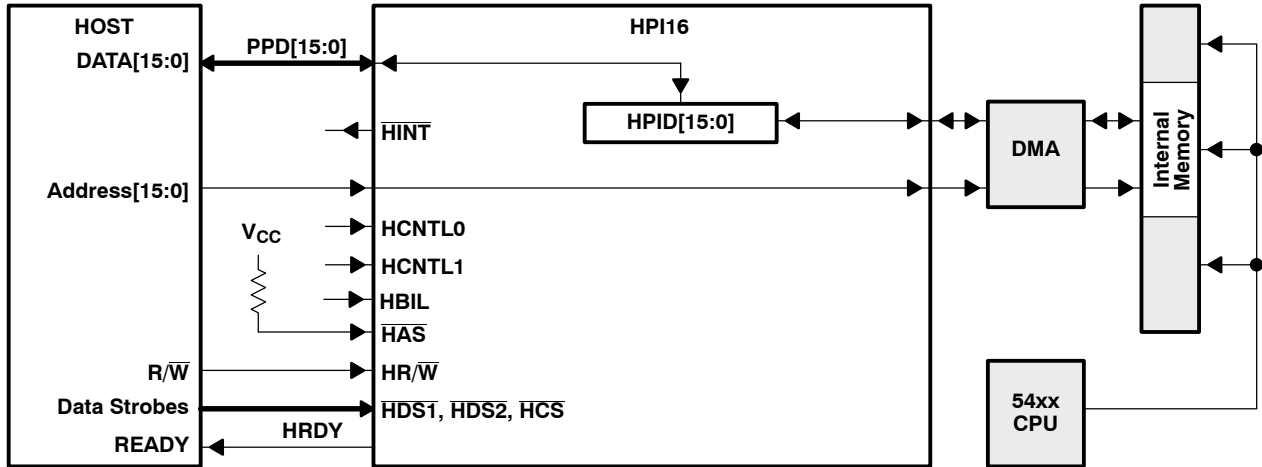 HOST
HPI16
DATA[15:0]
PPD[15:0]
HPID[15:0]
HINT
DMA
Internal
Memory
Address[15:0]
HCNTL0
VCC
HCNTL1
HBIL
HAS
R/W
HR/W
Data Strobes
HDS1, HDS2, HCS
54xx
CPU
READY
HRDY